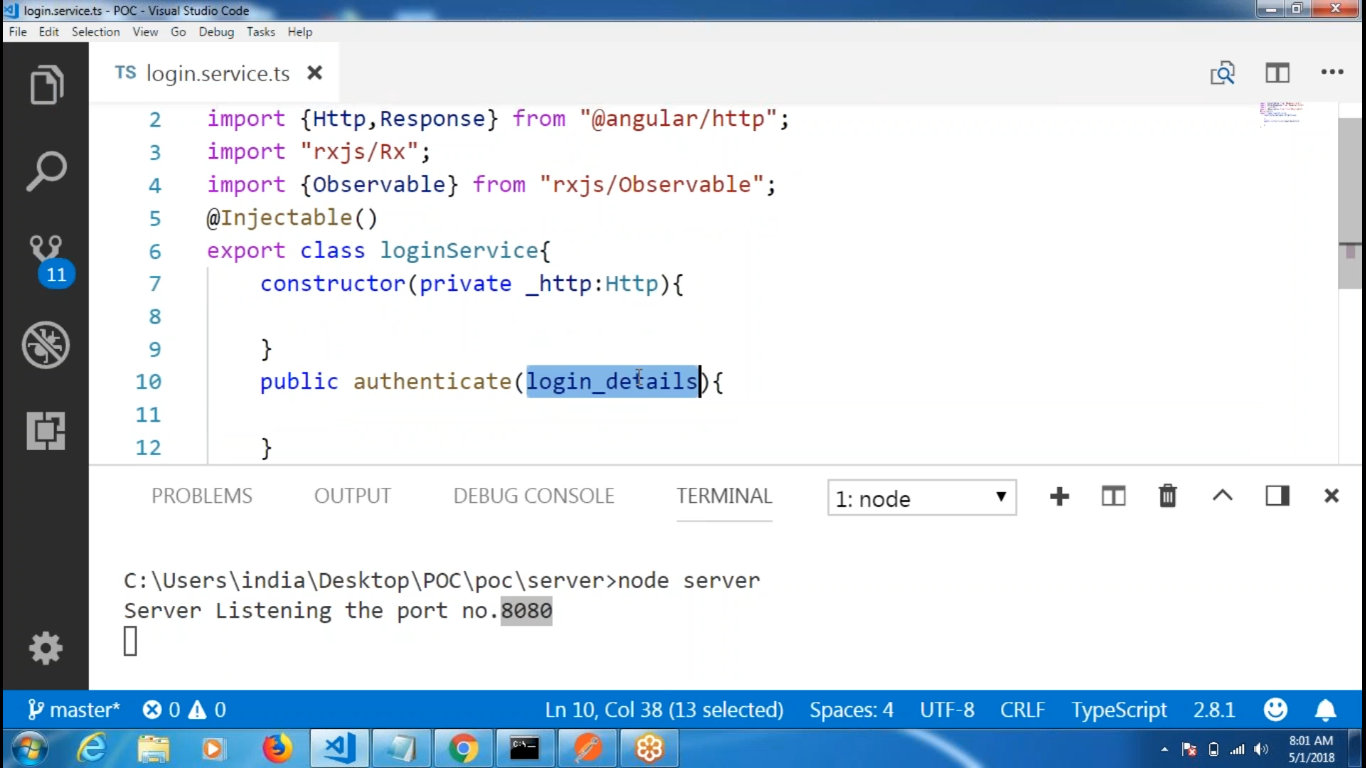 login.service.ts - POC - Visual Studio Code
File Edit Selection View Go Debug Tasks Help
TS login.service.ts
2 import {Http,Response} from "@angular/http";
3 import "rxjs/Rx";
4 import {Observable} from "rxjs/Observable";
5 @Injectable()
6 export class loginService{
7 constructor(private _http:Http){
8
9 }
10 public authenticate(login_details){
11
12 }
11
PROBLEMS OUTPUT DEBUG CONSOLE TERMINAL 1: node
C:\Users\india\Desktop\POC\poc\server>node server
Server Listening the port no.8080
master* 0 0 Ln 10, Col 38 (13 selected) Spaces: 4 UTF-8 CRLF TypeScript 2.8.1
8:01 AM
5/1/2018